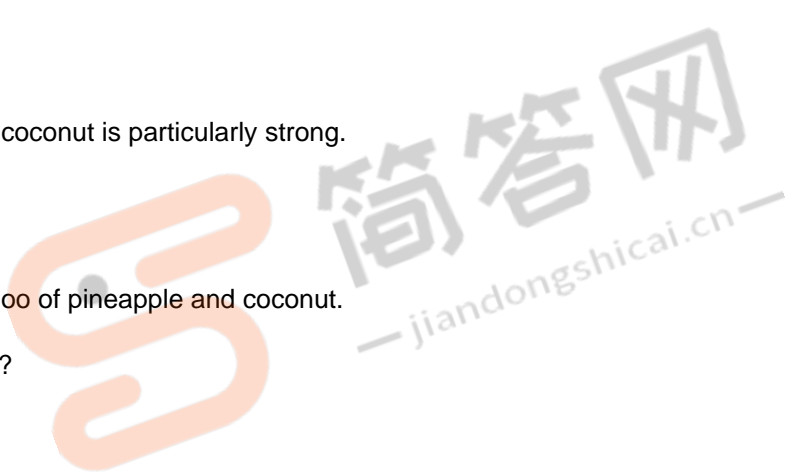 coconut is particularly strong.
oo of pineapple and coconut.
?
简答网
jiandongshicai.cn